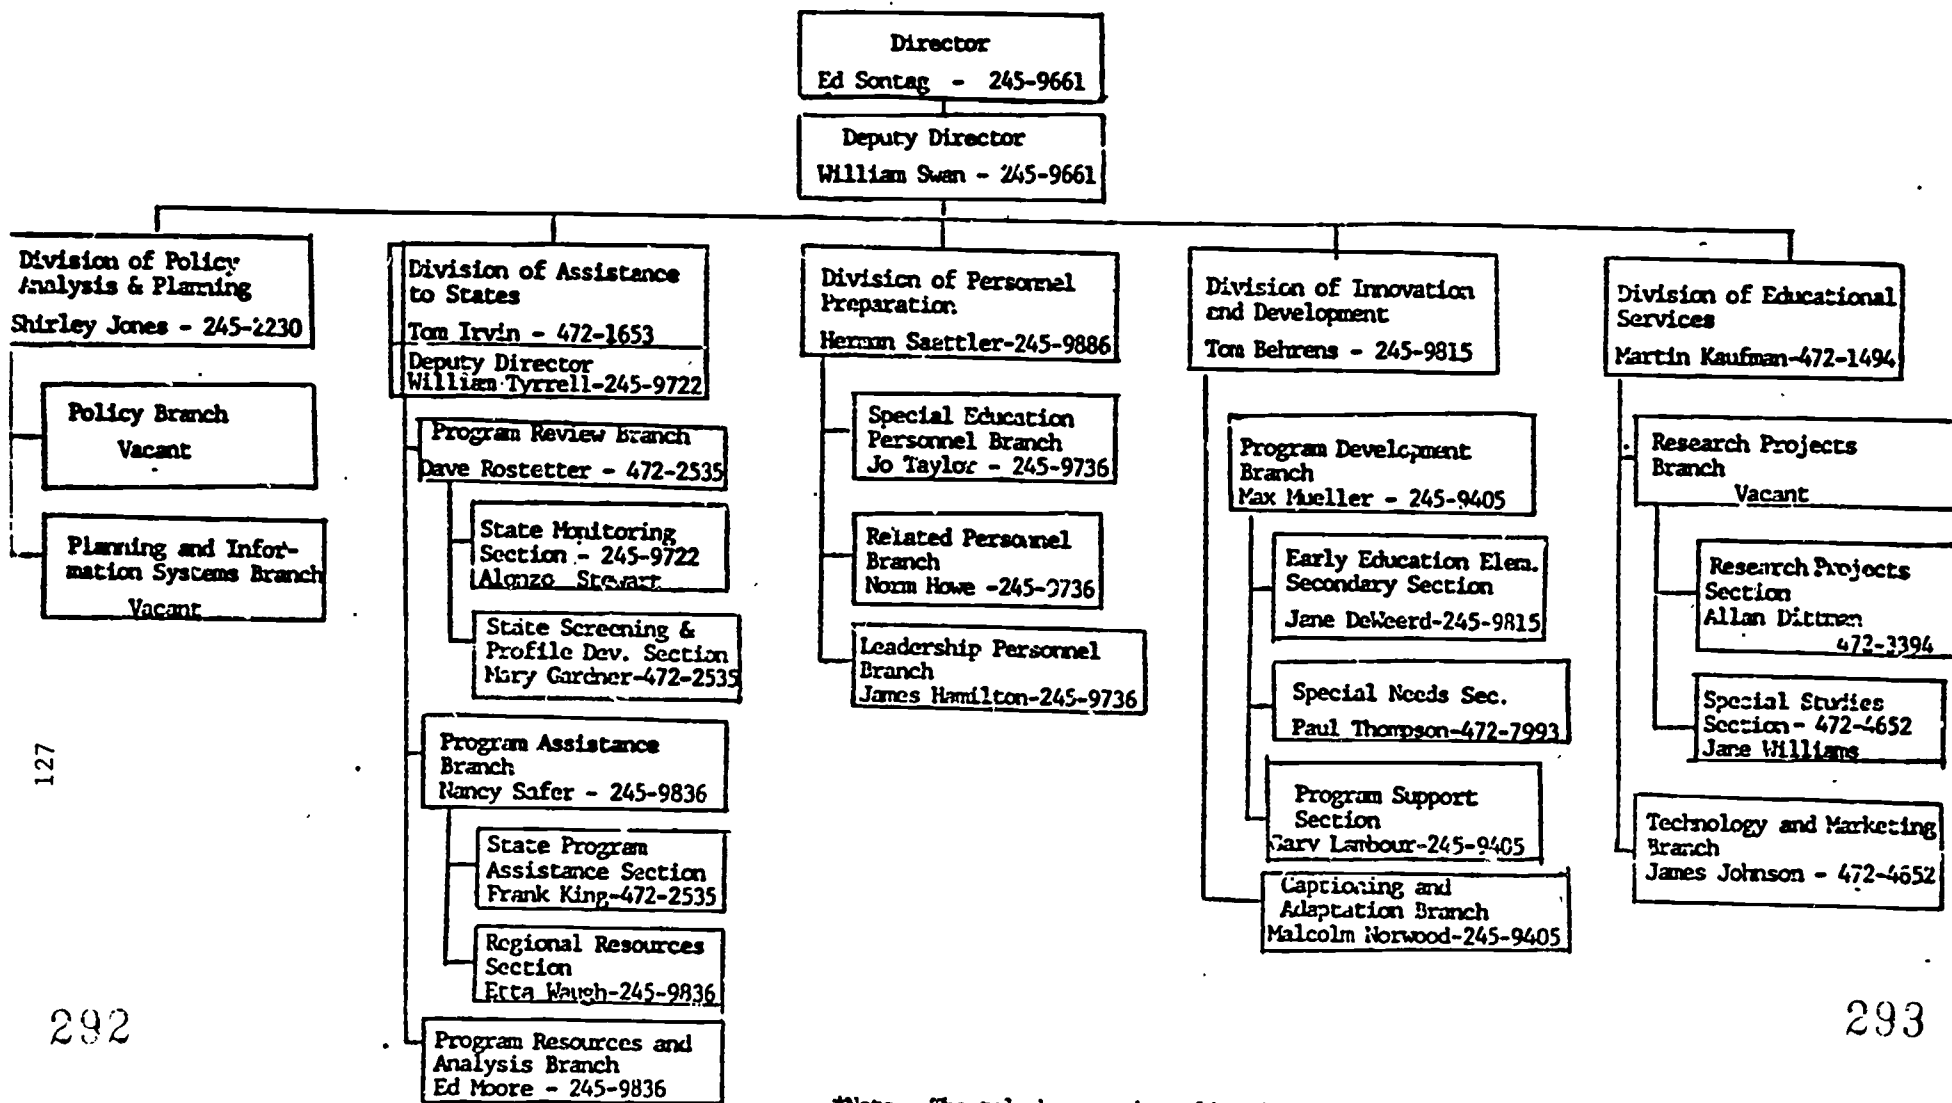 Director
Ed Sontag - 245-9661
Deputy Director
William Swan - 245-9661
Division of Policy
Analysis & Planning
Shirley Jones - 245-2230
Policy Branch
Vacant
Planning and Infor-
mation Systems Branch
Vacant
Division of Assistance
to States
Tom Irvin - 472-1653
Deputy Director
William Tyrrell-245-9722
Program Review Branch
Dave Rostetter - 472-2535
State Monitoring
Section - 245-9722
Alonzo Stewart
State Screening &
Profile Dev. Section
Mary Gardner-472-2535
Program Assistance
Branch
Nancy Safer - 245-9836
State Program
Assistance Section
Frank King-472-2535
Regional Resources
Section
Etta Waugh-245-9836
Program Resources and
Analysis Branch
Ed Moore - 245-9836
Division of Personnel
Preparation
Herman Saettler-245-9886
Special Education
Personnel Branch
Jo Taylor - 245-9736
Related Personnel
Branch
Norm Howe -245-9736
Leadership Personnel
Branch
James Hamilton-245-9736
Division of Innovation
and Development
Tom Behrens - 245-9815
Program Development
Branch
Max Mueller - 245-9405
Early Education Elem.
Secondary Section
Jane DeWeerd-245-9815
Special Needs Sec.
Paul Thompson-472-7993
Program Support
Section
Gary Lambour-245-9405
Captioning and
Adaptation Branch
Malcolm Norwood-245-9405
Division of Educational
Services
Martin Kaufman-472-1494
Research Projects
Branch
Vacant
Research Projects
Section
Allan Dittman
Special Studies
Section - 472-4652
Jane Williams
Technology and Marketing
Branch
James Johnson - 472-4652
127
292
293